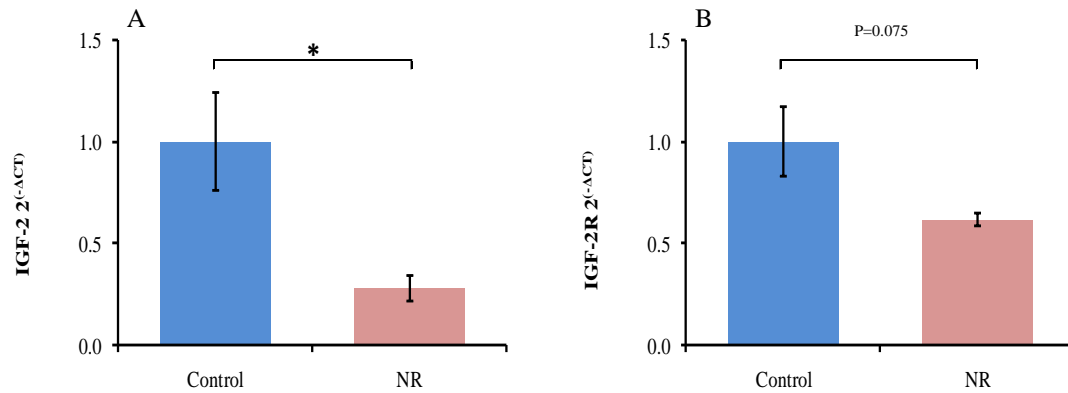 A
1.5
*
1.0
0.5
0.0
IGF-2 2(-ΔCT)
Control NR
B
P=0.075
1.5
1.0
0.5
0.0
IGF-2R 2(-ΔCT)
Control NR